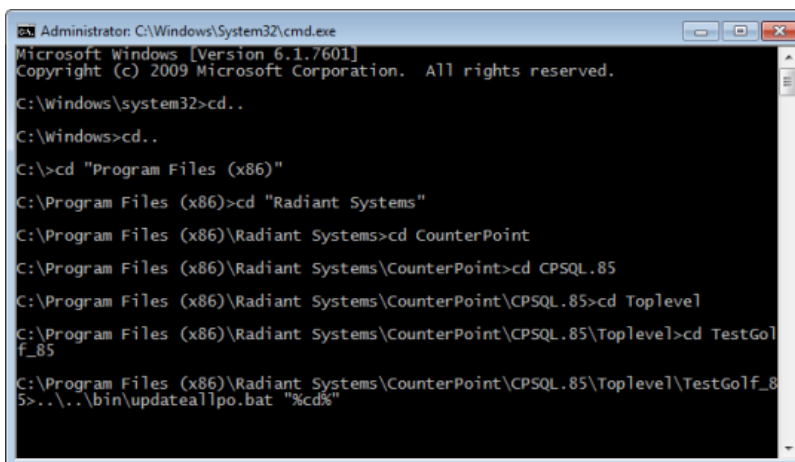 Administrator: C:\Windows\System32\cmd.exe
Microsoft Windows [Version 6.1.7601]
Copyright (c) 2009 Microsoft Corporation.  All rights reserved.
C:\Windows\system32>cd..
C:\Windows>cd..
C:\>cd "Program Files (x86)"
C:\Program Files (x86)>cd "Radiant Systems"
C:\Program Files (x86)\Radiant Systems>cd CounterPoint
C:\Program Files (x86)\Radiant Systems\CounterPoint>cd CPSQL.85
C:\Program Files (x86)\Radiant Systems\CounterPoint\CPSQL.85>cd Toplevel
C:\Program Files (x86)\Radiant Systems\CounterPoint\CPSQL.85\Toplevel>cd TestGol
f_85
C:\Program Files (x86)\Radiant Systems\CounterPoint\CPSQL.85\Toplevel\TestGolf_8
5>..\..\bin\updateallpo.bat "%cd%"